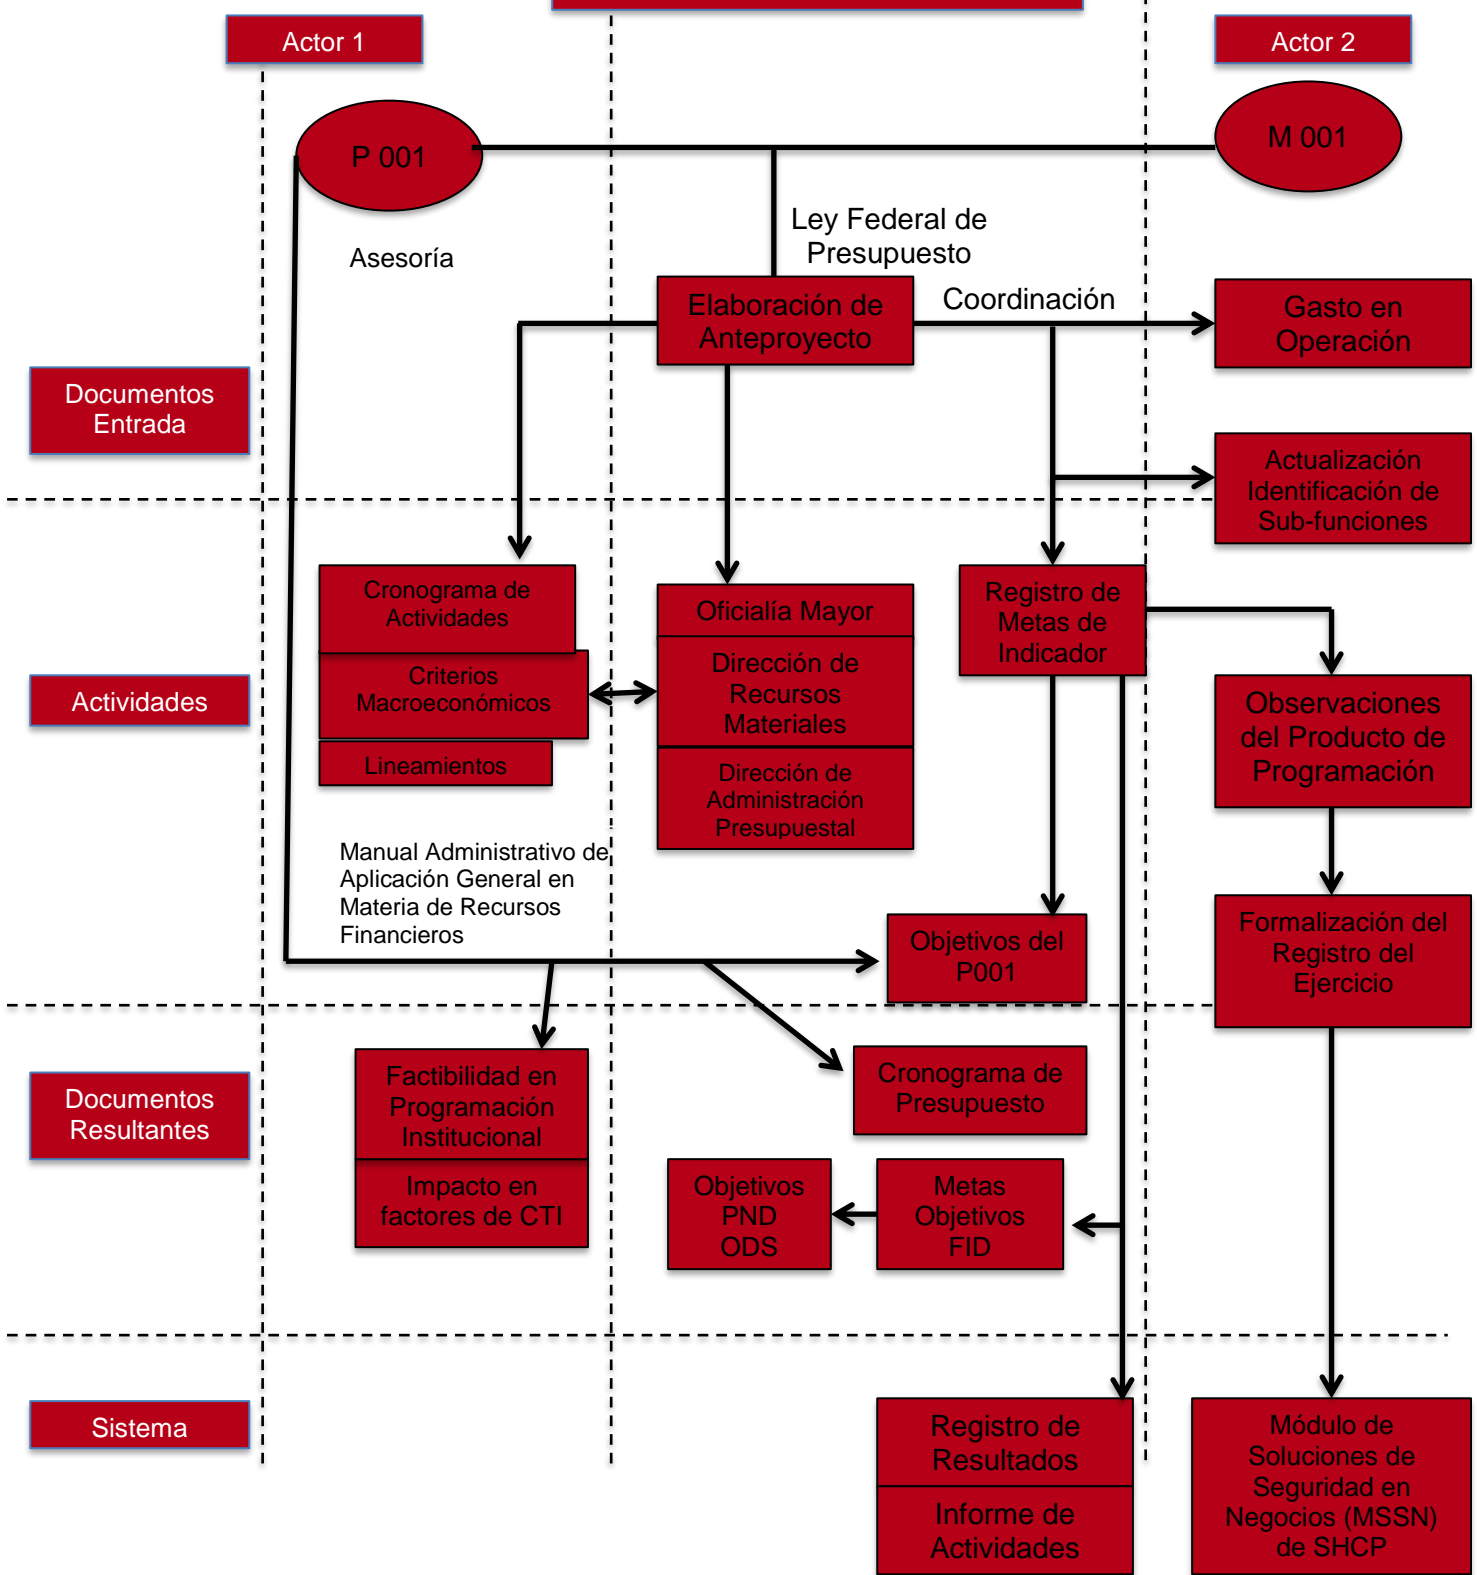 Actor 1
Actor 2
P 001
M 001
Ley Federal de
Presupuesto
Asesoría
Elaboración de
Anteproyecto
Coordinación
Gasto en
Operación
Documentos
Entrada
Actualización
Identificación de
Sub-funciones
Cronograma de
Actividades
Oficialía Mayor
Registro de
Metas de
Indicador
Criterios
Macroeconómicos
Dirección de
Recursos
Materiales
Actividades
Observaciones
del Producto de
Programación
Lineamientos
Dirección de
Administración
Presupuestal
Manual Administrativo de
Aplicación General en
Materia de Recursos
Financieros
Objetivos del
P001
Formalización del
Registro del
Ejercicio
Documentos
Resultantes
Factibilidad en
Programación
Institucional
Cronograma de
Presupuesto
Impacto en
factores de CTI
Objetivos
PND
ODS
Metas
Objetivos
FID
Sistema
Registro de
Resultados
Informe de
Actividades
Módulo de
Soluciones de
Seguridad en
Negocios (MSSN)
de SHCP